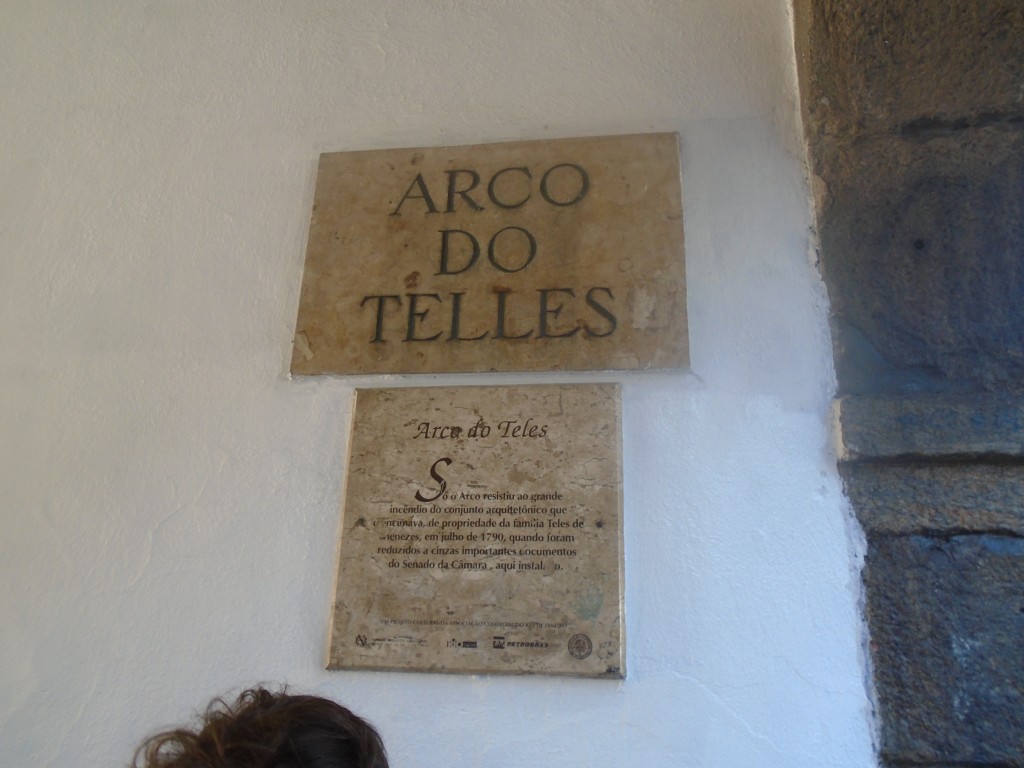 ARCO
DO
TELLES
Arco do Teles
Só o Arco resistiu ao grande
incêndio do conjunto arquitetônico que
de propriedade da família Teles de
em julho de 1790, quando foram
reduzidos a cinzas importantes documentos
do Senado da Câmara , aqui
PETROBRAS